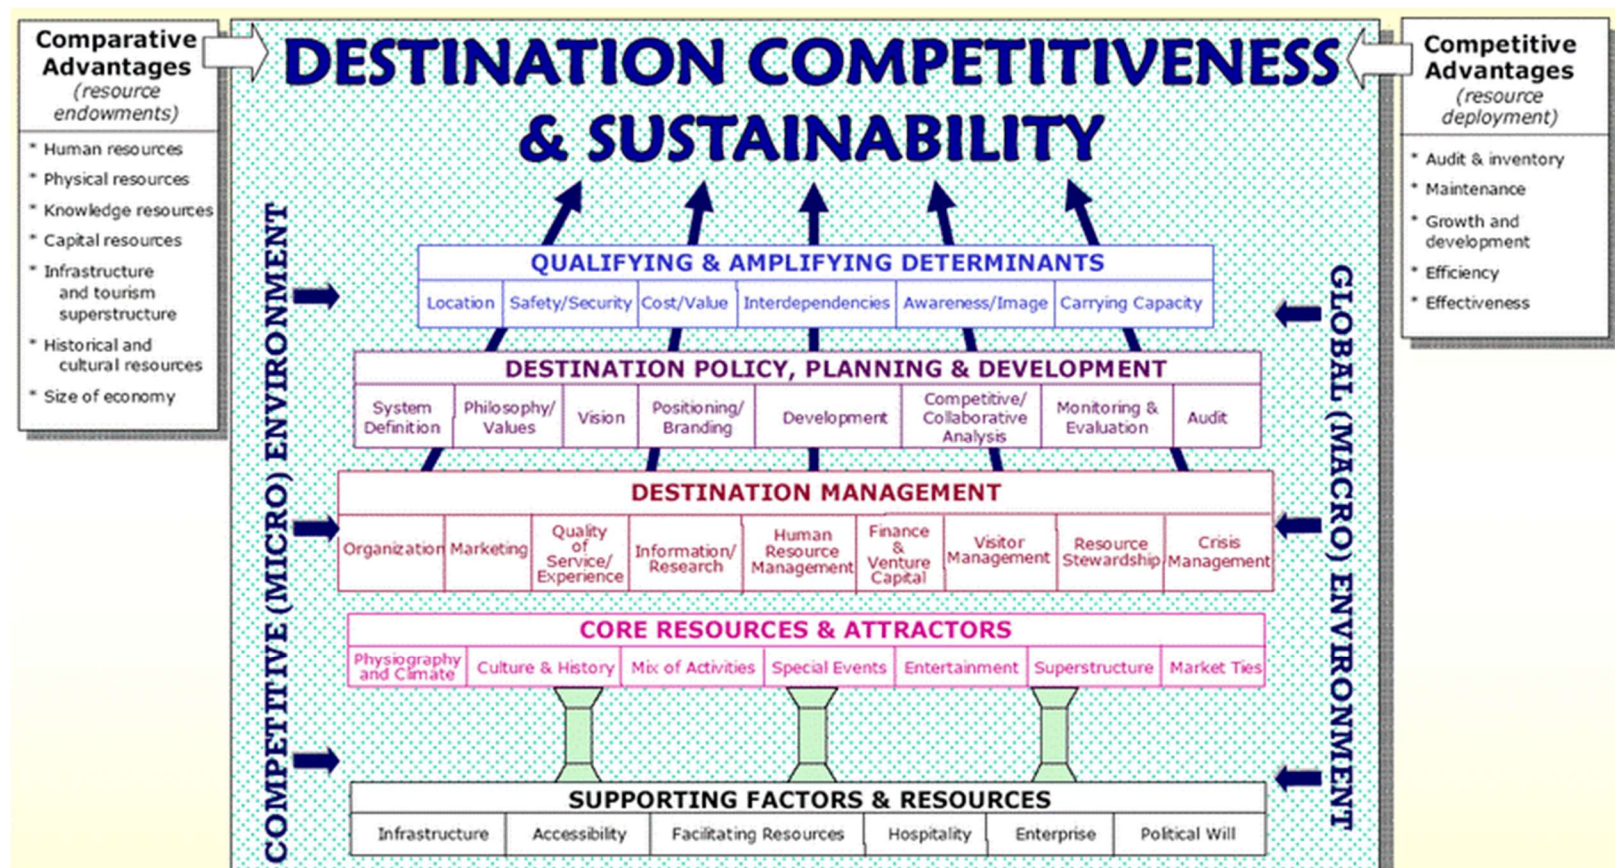 Comparative
Advantages
(resource
endowments)
* Human resources
* Physical resources
* Knowledge resources
* Capital resources
* Infrastructure
and tourism
superstructure
* Historical and
cultural resources
* Size of economy
DESTINATION COMPETITIVENESS
& SUSTAINABILITY
Competitive
Advantages
(resource
deployment)
* Audit & inventory
* Maintenance
* Growth and
development
* Efficiency
* Effectiveness
COMPETITIVE (MICRO) ENVIRONMENT
GLOBAL (MACRO) ENVIRONMENT
QUALIFYING & AMPLIFYING DETERMINANTS
Location
Safety/Security
Cost/Value
Interdependencies
Awareness/Image
Carrying Capacity
DESTINATION POLICY, PLANNING & DEVELOPMENT
System
Definition
Philosophy/
Values
Vision
Positioning/
Branding
Development
Competitive/
Collaborative
Analysis
Monitoring &
Evaluation
Audit
DESTINATION MANAGEMENT
Organization
Marketing
Quality
of
Service/
Experience
Information/
Research
Human
Resource
Management
Finance
&
Venture
Capital
Visitor
Management
Resource
Stewardship
Crisis
Management
CORE RESOURCES & ATTRACTORS
Physiography
and Climate
Culture & History
Mix of Activities
Special Events
Entertainment
Superstructure
Market Ties
SUPPORTING FACTORS & RESOURCES
Infrastructure
Accessibility
Facilitating Resources
Hospitality
Enterprise
Political Will